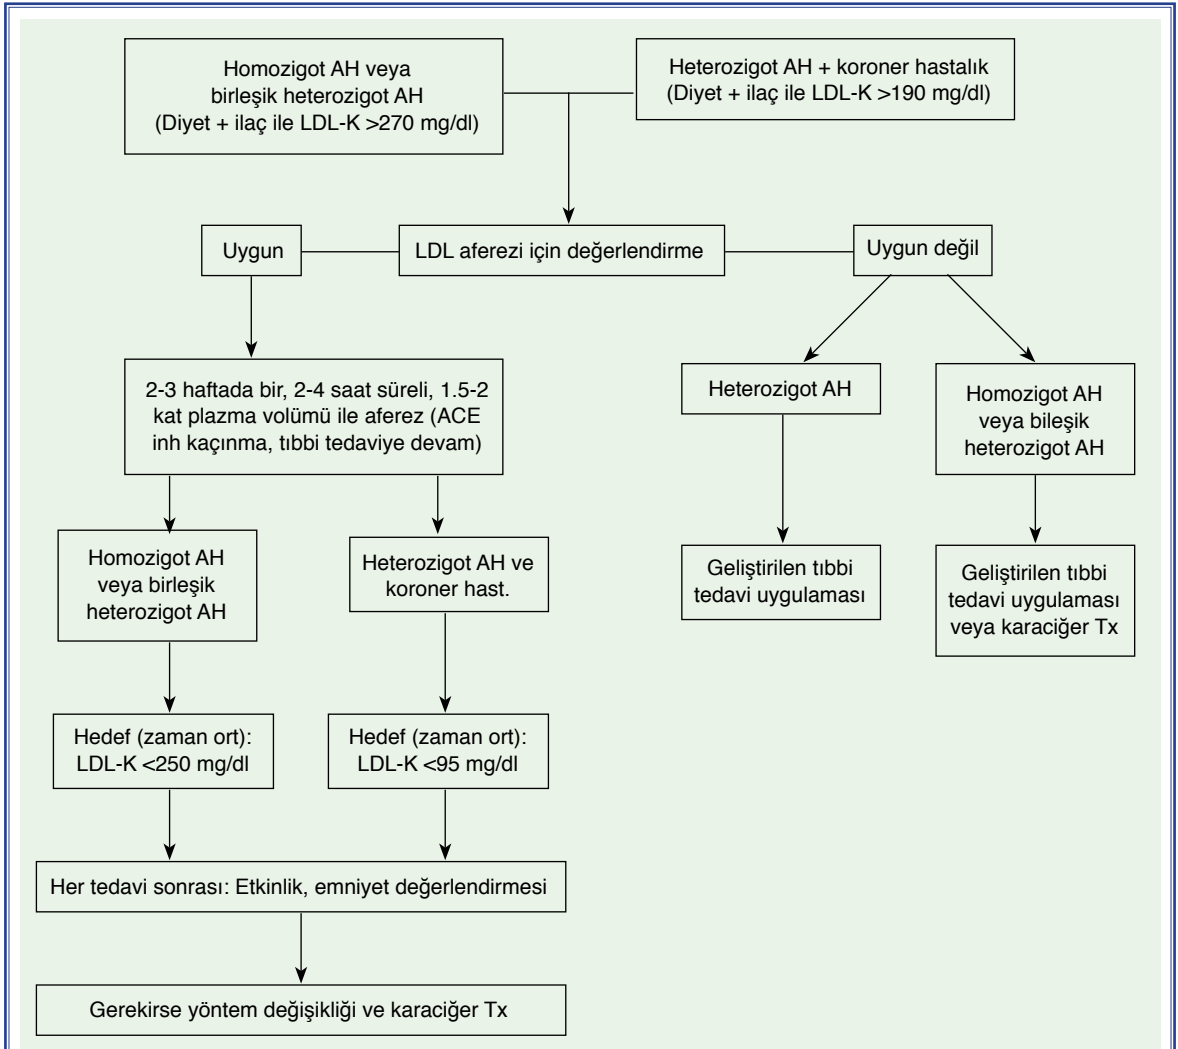 Homozigot AH veya
birleşik heterozigot AH
(Diyet + ilaç ile LDL-K >270 mg/dl)
Heterozigot AH + koroner hastalık
(Diyet + ilaç ile LDL-K >190 mg/dl)
Uygun
LDL aferezi için değerlendirme
Uygun değil
2-3 haftada bir, 2-4 saat süreli, 1.5-2
kat plazma volümü ile aferez (ACE
inh kaçınma, tıbbi tedaviye devam)
Heterozigot AH
Homozigot AH
veya bileşik
heterozigot AH
Homozigot AH
veya birleşik
heterozigot AH
Heterozigot AH ve
koroner hast.
Geliştirilen tıbbi
tedavi uygulaması
Geliştirilen tıbbi
tedavi uygulaması
veya karaciğer Tx
Hedef (zaman ort):
LDL-K <250 mg/dl
Hedef (zaman ort):
LDL-K <95 mg/dl
Her tedavi sonrası: Etkinlik, emniyet değerlendirmesi
Gerekirse yöntem değişikliği ve karaciğer Tx